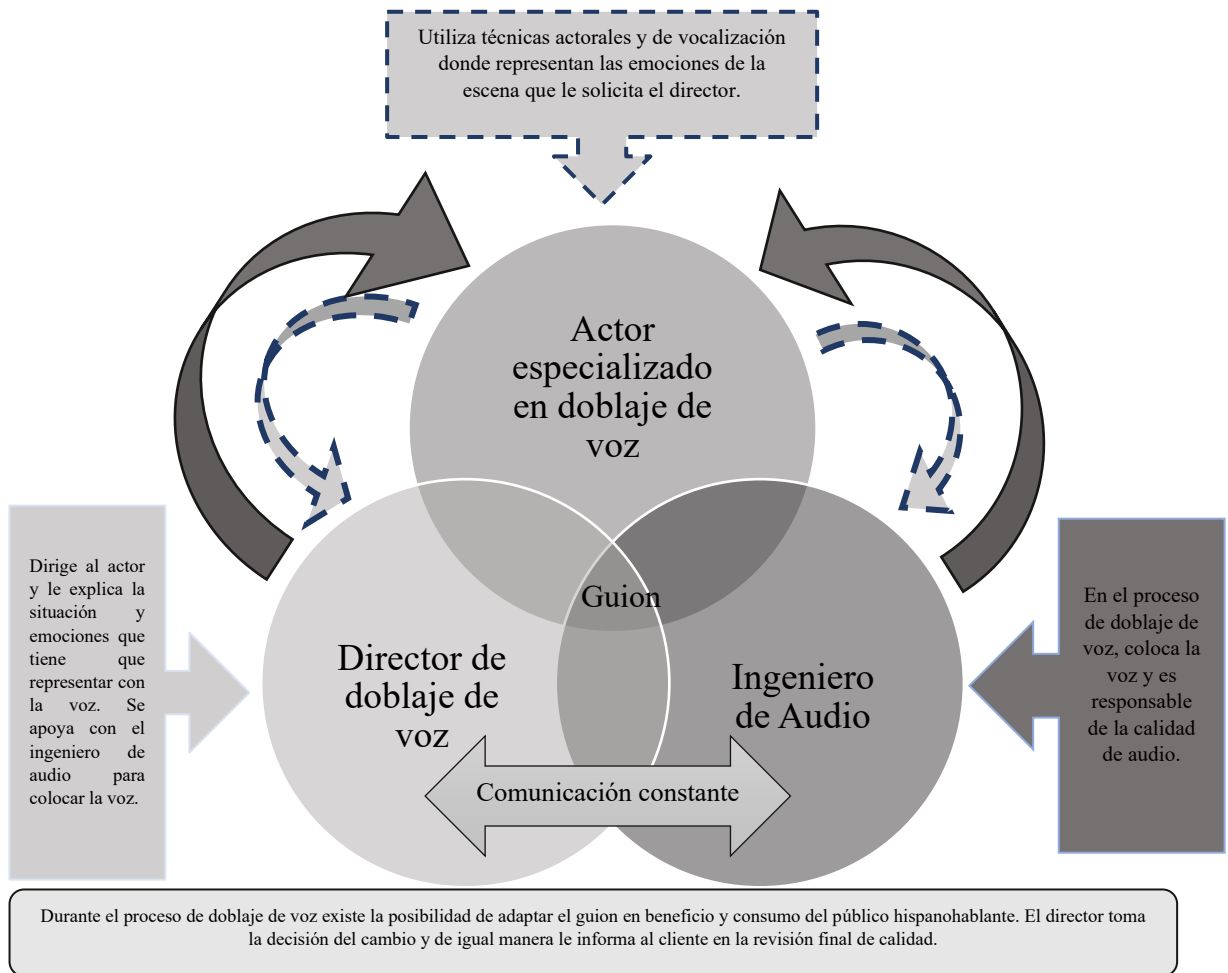 Utiliza técnicas actorales y de vocalización
donde representan las emociones de la
escena que le solicita el director.
Actor
especializado
en doblaje de
voz
Dirige al actor
y le explica la
situación y
emociones que
tiene que
representar con
la voz. Se
apoya con el
ingeniero de
audio para
colocar la voz.
Guion
Director de
doblaje de
voz
Ingeniero
de Audio
En el proceso
de doblaje de
voz, coloca la
voz y es
responsable
de la calidad
de audio.
Comunicación constante
Durante el proceso de doblaje de voz existe la posibilidad de adaptar el guion en beneficio y consumo del público hispanohablante. El director toma
la decisión del cambio y de igual manera le informa al cliente en la revisión final de calidad.